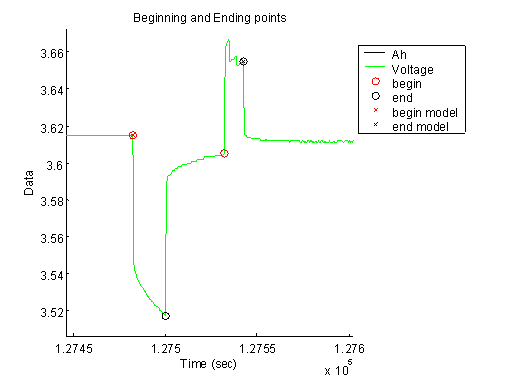 Beginning and Ending points
3.66
3.64
3.62
3.6
3.58
3.56
3.54
3.52
Data
1.2745
1.275
1.2755
1.276
Time (sec)
x 10^5
Ah
Voltage
begin
end
begin model
end model